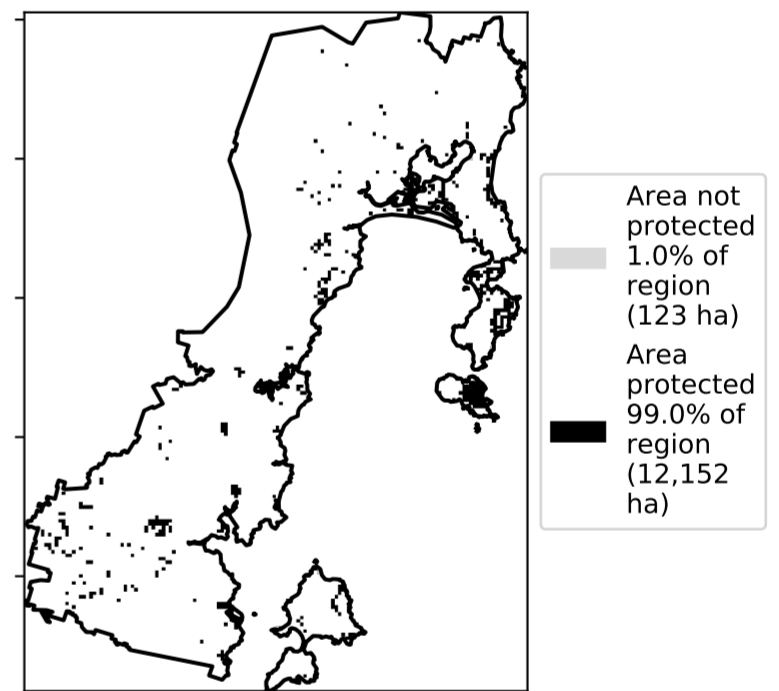 Area not
protected
1.0% of
region
(123 ha)
Area
protected
99.0% of
region
(12,152
ha)